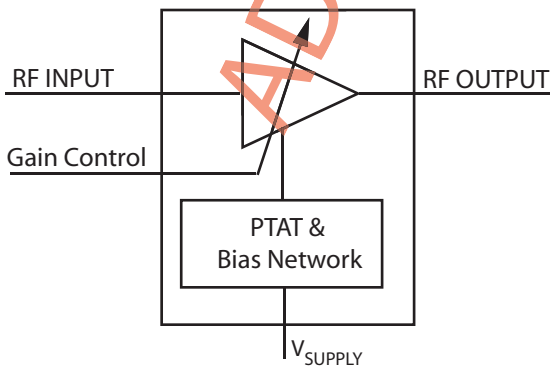 RF INPUT
RF OUTPUT
Gain Control
PTAT &
Bias Network
VSUPPLY